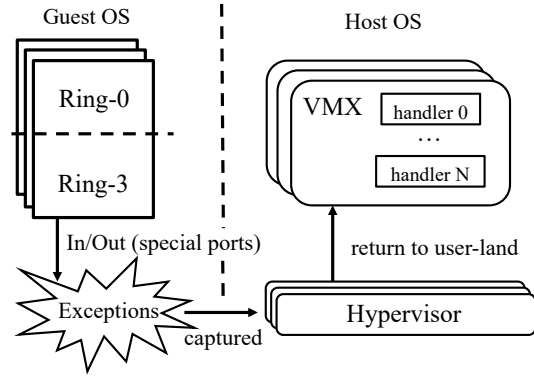 Guest OS
Host OS
Ring-0
Ring-3
VMX
handler 0
...
handler N
In/Out (special ports)
return to user-land
Exceptions
captured
Hypervisor